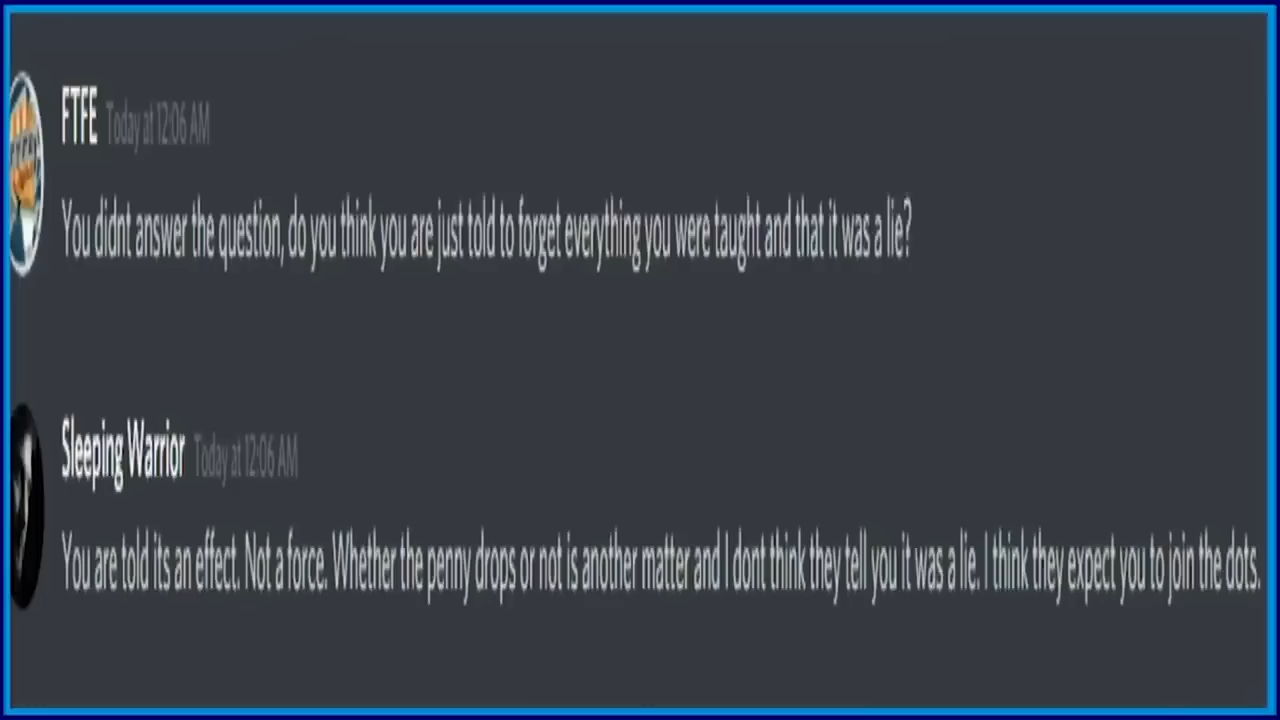 FTFE Today at 12:06 AM
You didnt answer the question, do you think you are just told to forget everything you were taught and that it was a lie?
Sleeping Warrior Today at 12:06 AM
You are told its an effect. Not a force. Whether the penny drops or not is another matter and I dont think they tell you it was a lie. I think they expect you to join the dots.